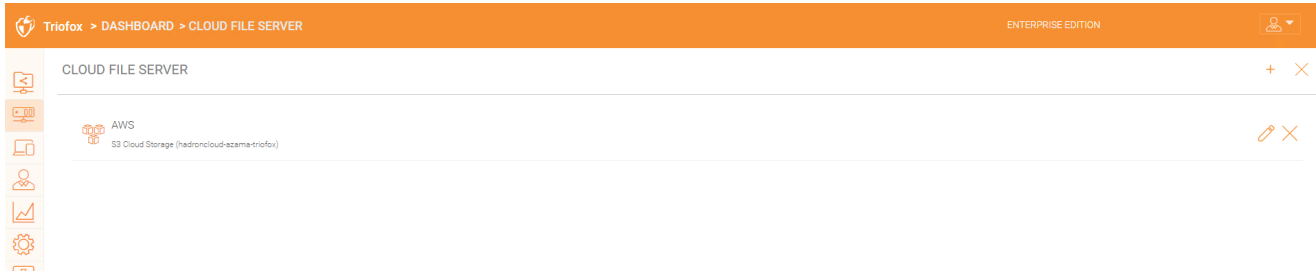 Triofox > DASHBOARD > CLOUD FILE SERVER
ENTERPRISE EDITION
CLOUD FILE SERVER
AWS
S3 Cloud Storage (hadroncloud-azama-triofox)